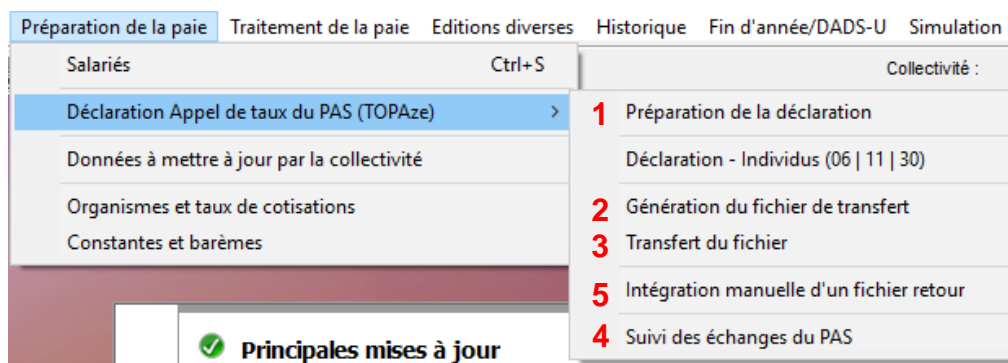 Préparation de la paie Traitement de la paie Editions diverses Historique Fin d'année/DADS-U Simulation
Salariés Ctrl+S
Déclaration Appel de taux du PAS (TOPAze) >
Données à mettre à jour par la collectivité
Organismes et taux de cotisations
Constantes et barèmes
Collectivité :
1 Préparation de la déclaration
Déclaration - Individus (06 | 11 | 30)
2 Génération du fichier de transfert
3 Transfert du fichier
5 Intégration manuelle d'un fichier retour
4 Suivi des échanges du PAS
Principales mises à jour